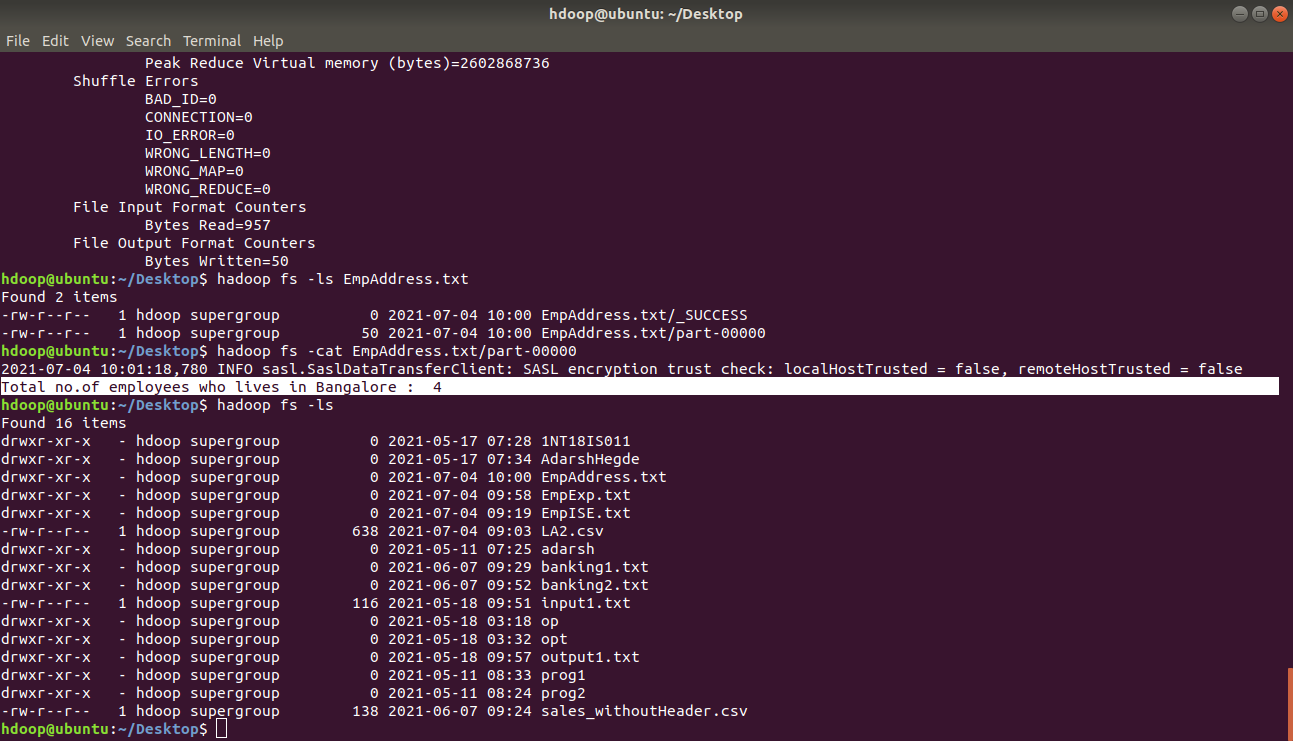 hdoop@ubuntu: ~/Desktop
File Edit View Search Terminal Help
                Peak Reduce Virtual memory (bytes)=2602868736
        Shuffle Errors
                BAD_ID=0
                CONNECTION=0
                IO_ERROR=0
                WRONG_LENGTH=0
                WRONG_MAP=0
                WRONG_REDUCE=0
        File Input Format Counters
                Bytes Read=957
        File Output Format Counters
                Bytes Written=50
hdoop@ubuntu:~/Desktop$ hadoop fs -ls EmpAddress.txt
Found 2 items
-rw-r--r--   1 hdoop supergroup          0 2021-07-04 10:00 EmpAddress.txt/_SUCCESS
-rw-r--r--   1 hdoop supergroup         50 2021-07-04 10:00 EmpAddress.txt/part-00000
hdoop@ubuntu:~/Desktop$ hadoop fs -cat EmpAddress.txt/part-00000
2021-07-04 10:01:18,780 INFO sasl.SaslDataTransferClient: SASL encryption trust check: localHostTrusted = false, remoteHostTrusted = false
Total no.of employees who lives in Bangalore :  4
hdoop@ubuntu:~/Desktop$ hadoop fs -ls
Found 16 items
drwxr-xr-x   - hdoop supergroup          0 2021-05-17 07:28 1NT18IS011
drwxr-xr-x   - hdoop supergroup          0 2021-05-17 07:34 AdarshHegde
drwxr-xr-x   - hdoop supergroup          0 2021-07-04 10:00 EmpAddress.txt
drwxr-xr-x   - hdoop supergroup          0 2021-07-04 09:58 EmpExp.txt
drwxr-xr-x   - hdoop supergroup          0 2021-07-04 09:19 EmpISE.txt
-rw-r--r--   1 hdoop supergroup        638 2021-07-04 09:03 LA2.csv
drwxr-xr-x   - hdoop supergroup          0 2021-05-11 07:25 adarsh
drwxr-xr-x   - hdoop supergroup          0 2021-06-07 09:29 banking1.txt
drwxr-xr-x   - hdoop supergroup          0 2021-06-07 09:52 banking2.txt
-rw-r--r--   1 hdoop supergroup        116 2021-05-18 09:51 input1.txt
drwxr-xr-x   - hdoop supergroup          0 2021-05-18 03:18 op
drwxr-xr-x   - hdoop supergroup          0 2021-05-18 03:32 opt
drwxr-xr-x   - hdoop supergroup          0 2021-05-18 09:57 output1.txt
drwxr-xr-x   - hdoop supergroup          0 2021-05-11 08:33 prog1
drwxr-xr-x   - hdoop supergroup          0 2021-05-11 08:24 prog2
-rw-r--r--   1 hdoop supergroup        138 2021-06-07 09:24 sales_withoutHeader.csv
hdoop@ubuntu:~/Desktop$